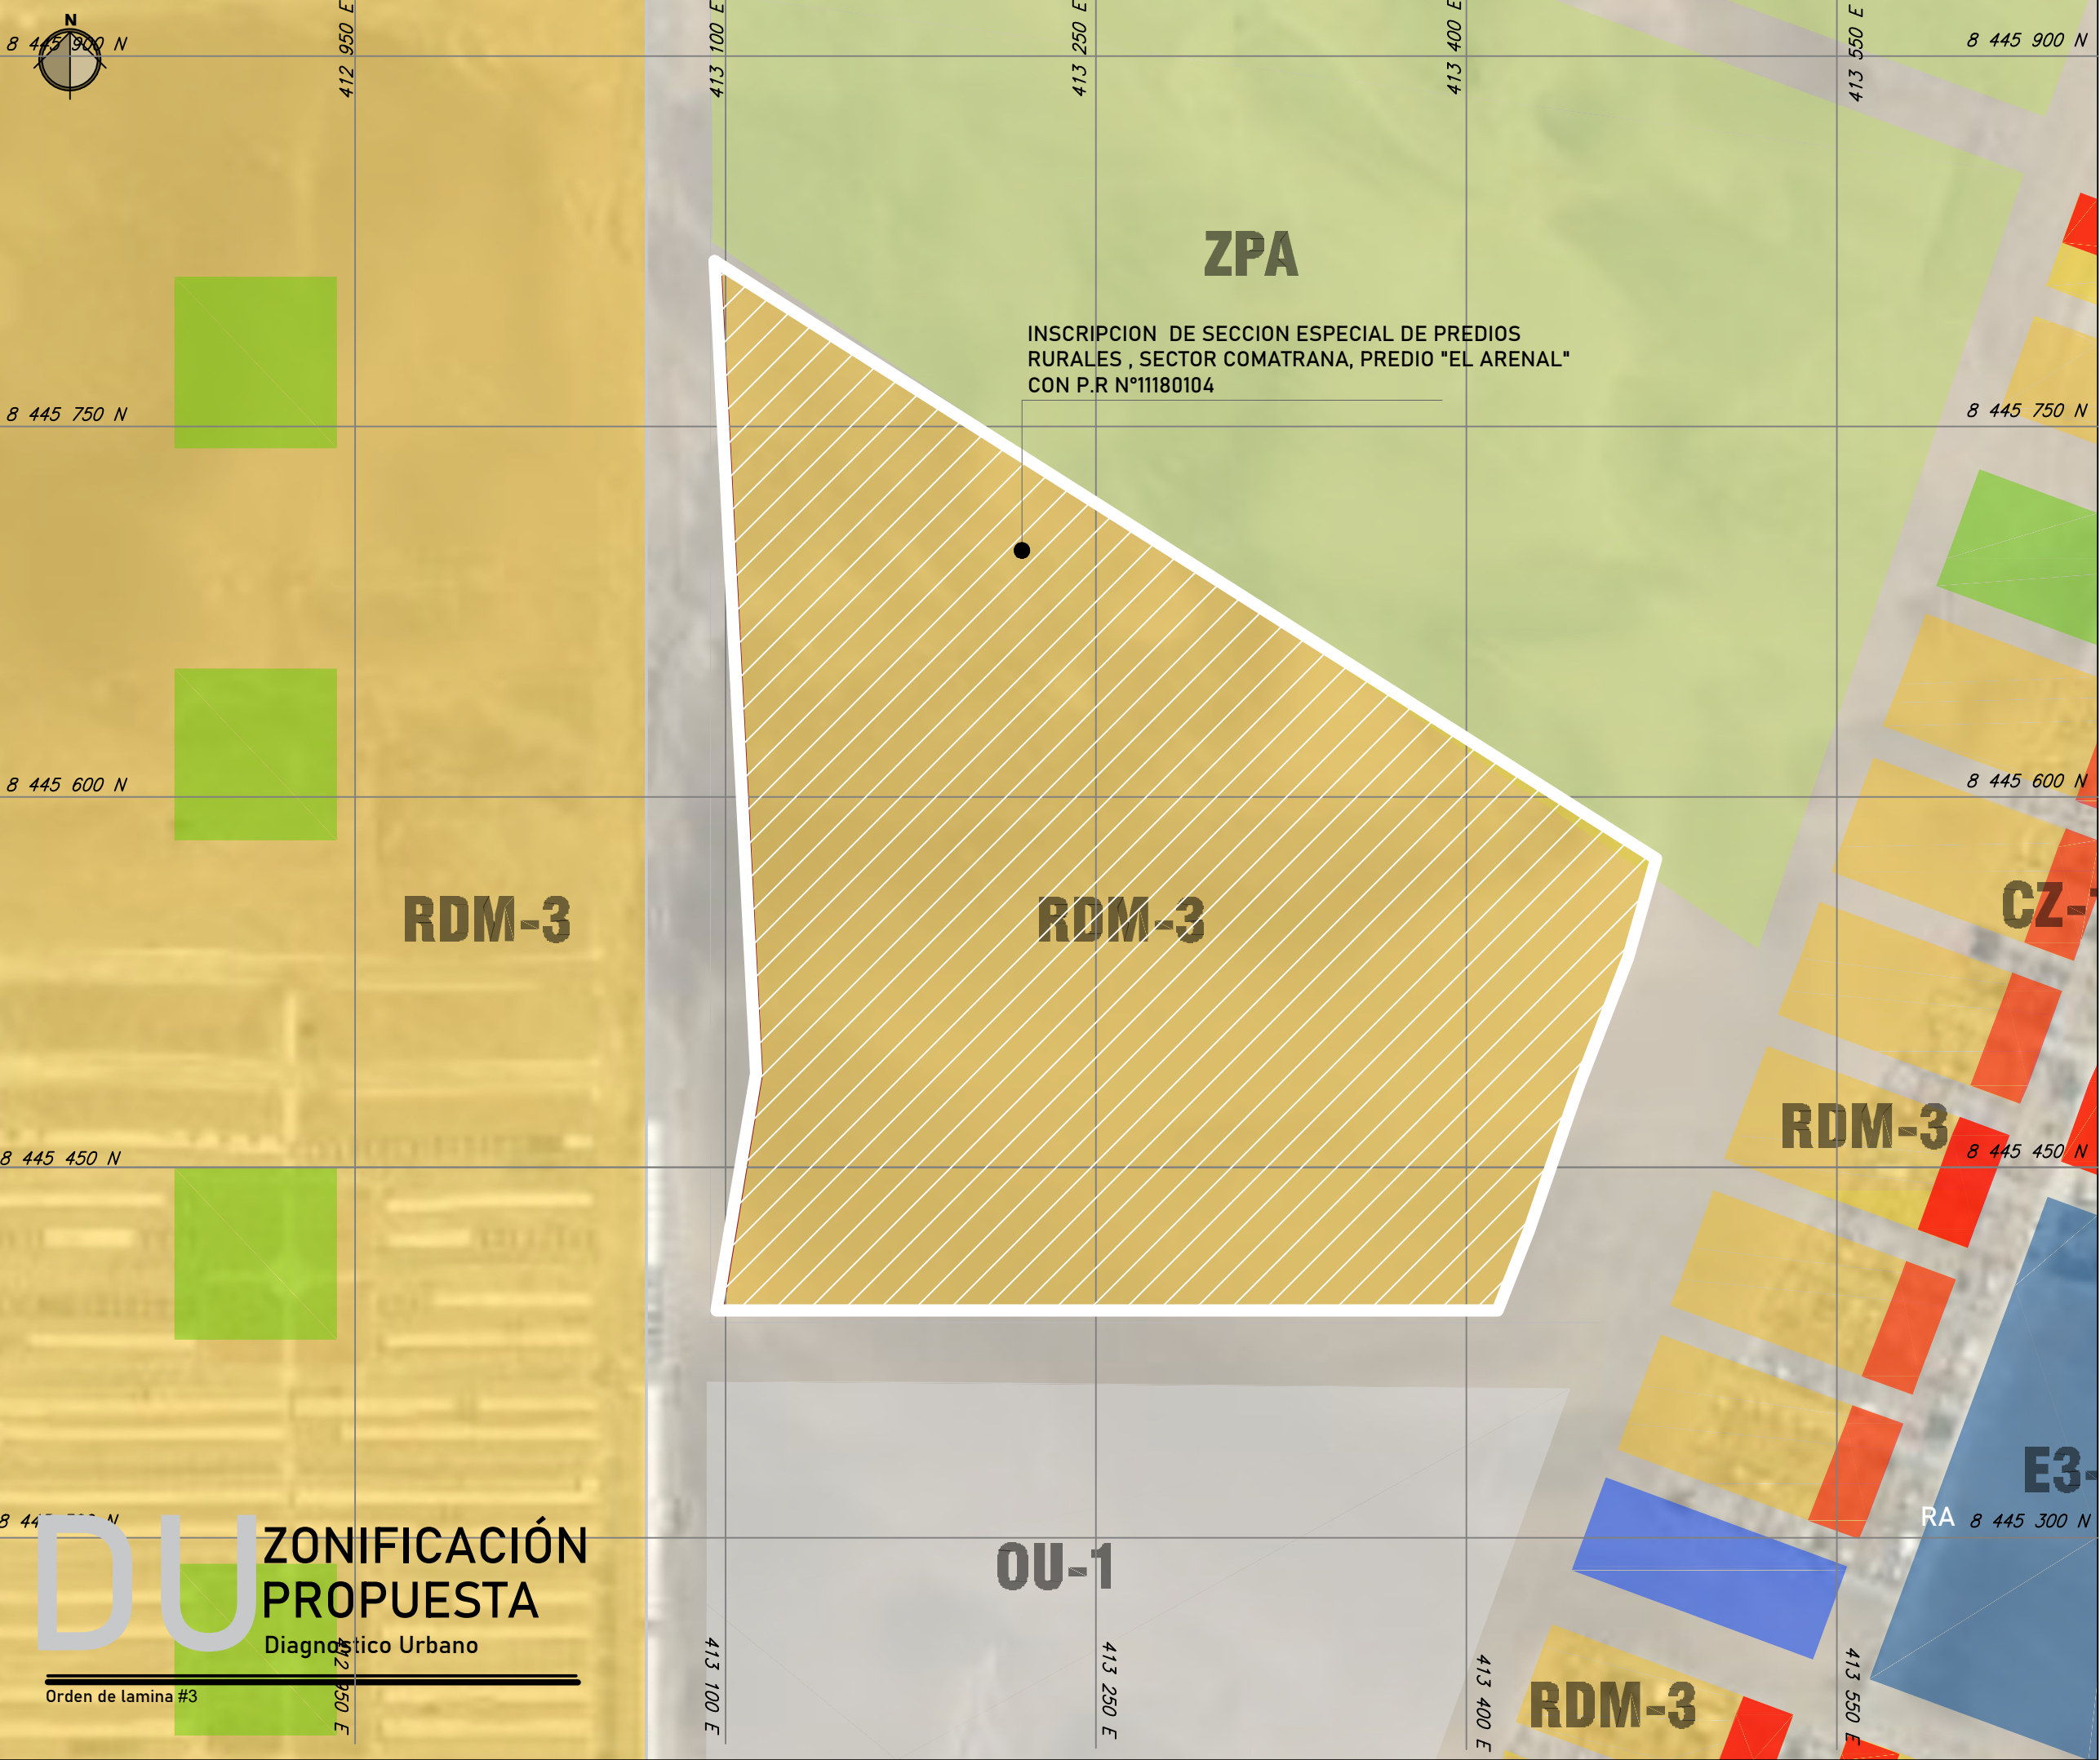 N
8 445 900 N
412 950 E
413 100 E
413 250 E
413 400 E
413 550 E
8 445 900 N
ZPA
INSCRIPCION DE SECCION ESPECIAL DE PREDIOS
RURALES , SECTOR COMATRANA, PREDIO "EL ARENAL"
CON P.R N°11180104
8 445 750 N
8 445 750 N
8 445 600 N
8 445 600 N
RDM-3
RDM-3
CZ-
RDM-3
8 445 450 N
8 445 450 N
E3-
RA
8 445 300 N
OU-1
DU
ZONIFICACIÓN
PROPUESTA
Diagnostico Urbano
Orden de lamina #3
412 950 E
413 100 E
413 250 E
413 400 E
413 550 E
RDM-3